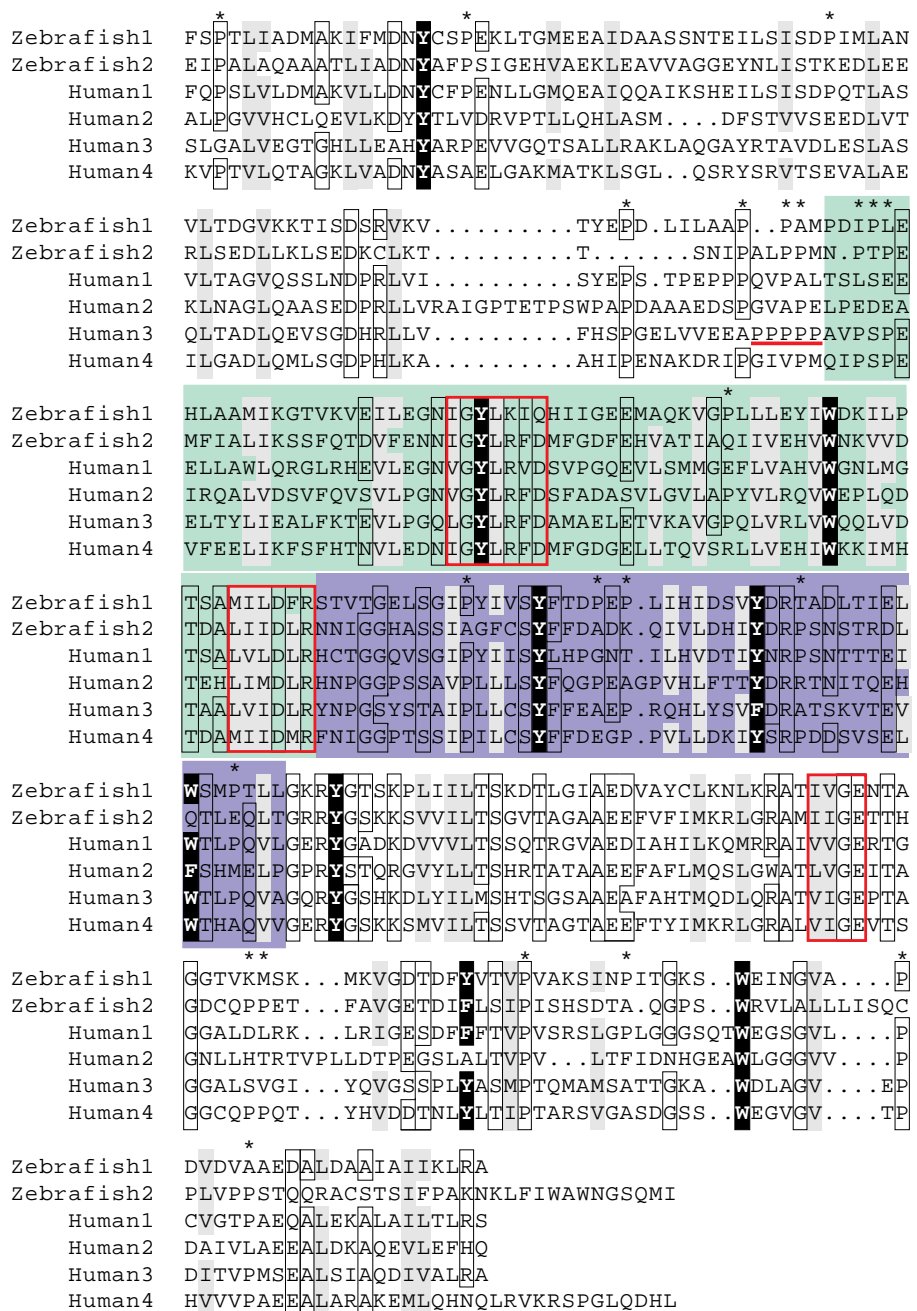 * * *
Zebrafish1 FSPTLIADMAKIFMDNYCSPEKLTGMEEAIDAASSNTEILSISDPIMLAN
Zebrafish2 EIPALAQAAATLIADNYAFPSIGEHVAEKLEAVVAGGEYNLISTKEDLEE
Human1 FQPSLVLDMAKVLLDNYCFPENLLGMQEAIQQAIKSHEILSISDPQTLAS
Human2 ALPGVVHCLQEVLKDYYTLVDRVPTLLQHLASM....DFSTVVSEEDLVT
Human3 SLGALVEGTGHLLEAHYARPEVVGQTSALLRAKLAQGAYRTAVDLESLAS
Human4 KVPTVLQTAGKLVADNYASAELGAKMATKLSGL..QSRYSRVTSEVALAE
* * ** ***
Zebrafish1 VLTDGVKKTISDSRVKV..........TYEPD.LILAAP..PAMPDIPLE
Zebrafish2 RLSEDLLKLSEDKCLKT..........T......SNIPALPPMN.PTPE
Human1 VLTAGVQSSLNDPRLVI..........SYEPS.TPEPPPQVPALTSLSEE
Human2 KLNAGLQAASEDPRLLVRAIGPTETPSWPAPDAAAEDSPGVAPELPEDEA
Human3 QLTADLQEVSGDHRLLV..........FHSPGELVVEEAPPPPPAVPSPE
Human4 ILGADLQMLSGDPHLKA..........AHIPENAKDRIPGIVPMQIPSPE
*
Zebrafish1 HLAAMIKGTVKVEILEGNIGYLKIQHIIGEEMAQKVGPLLLEYIWDKILP
Zebrafish2 MFIALIKSSFQTDVFENNIGYLRFDMFGDFEHVATIAQIIVEHVWNKVVD
Human1 ELLAWLQRGLRHEVLEGNVGYLRVDSVPGQEVLSMMGEFLVAHVWGNLMG
Human2 IRQALVDSVFQVSVLPGNVGYLRFDSFADASVLGVLAPYVLRQVWEPLQD
Human3 ELTYLIEALFKTEVLPGQLGYLRFDAMAELETVKAVGPQLVRLVWQQLVD
Human4 VFEELIKFSFHTNVLEDNIGYLRFDMFGDGELLTQVSRLLVEHIWKKIMH
* * * *
Zebrafish1 TSAMILDFRSTVTGELSGIPYIVSYFTDPEP.LIHIDSVYDRTADLTIEL
Zebrafish2 TDALIIDLRNNIGGHASSIAGFCSYFFDADK.QIVLDHIYDRPSNSTRDL
Human1 TSALVLDLRHCTGGQVSGIPYIISYLHPGNT.ILHVDTIYNRPSNTTTEI
Human2 TEHLIMDLRHNPGGPSSAVPLLLSYFQGPEAGPVHLFTTYDRRTNITQEH
Human3 TAALVIDLRYNPGSYSTAIPLLCSYFFEAEP.RQHLYSVFDRATSKVTEV
Human4 TDAMIIDMRFNIGGPTSSIPILCSYFFDEGP.PVLLDKIYSRPDDSVSEL
*
Zebrafish1 WSMPTLLGKRYGTSKPLIILTSKDTLGIAEDVAYCLKNLKRATIVGENTA
Zebrafish2 QTLEQLTGRRYGSKKSVVILTSGVTAGAAEEFVFIMKRLGRAMIIGETTH
Human1 WTLPQVLGERYGADKDVVVLTSSQTRGVAEDIAHILKQMRRAIVVGERTG
Human2 FSHMELPGPRYSTQRGVYLLTSHRTATAAEEFAFLMQSLGWATLVGEITA
Human3 WTLPQVAGQRYGSHKDLYILMSHTSGSAAEAFAHTMQDLQRATVIGEPTA
Human4 WTHAQVVGERYGSKKSMVILTSSVTAGTAEEFTYIMKRLGRALVIGEVTS
** * * *
Zebrafish1 GGTVKMSK...MKVGDTDFYVTVPVAKSINPITGKS..WEINGVA....P
Zebrafish2 GDCQPPET...FAVGETDIFLSIPISHSDTA.QGPS..WRVLALLLISQC
Human1 GGALDLRK...LRIGESDFFFTVPVSRSLGPLGGGSQTWEGSGVL....P
Human2 GNLLHTRTVPLLDTPEGSLALTVPV...LTFIDNHGEAWLGGGVV....P
Human3 GGALSVGI...YQVGSSPLYASMPTQMAMSATTGKA..WDLAGV....EP
Human4 GGCQPPQT...YHVDDTNLYLTIPTARSVGASDGSS..WEGVGV....TP
*
Zebrafish1 DVDVAAEDALDAAIAIIKLRA
Zebrafish2 PLVPPSTQQRACSTSIFPAKNKLFIWAWNGSQMI
Human1 CVGTPAEQALEKALAILTLRS
Human2 DAIVLAEEALDKAQEVLEFHQ
Human3 DITVPMSEALSIAQDIVALRA
Human4 HVVVPAEEALARAKEMLQHNQLRVKRSPGLQDHL